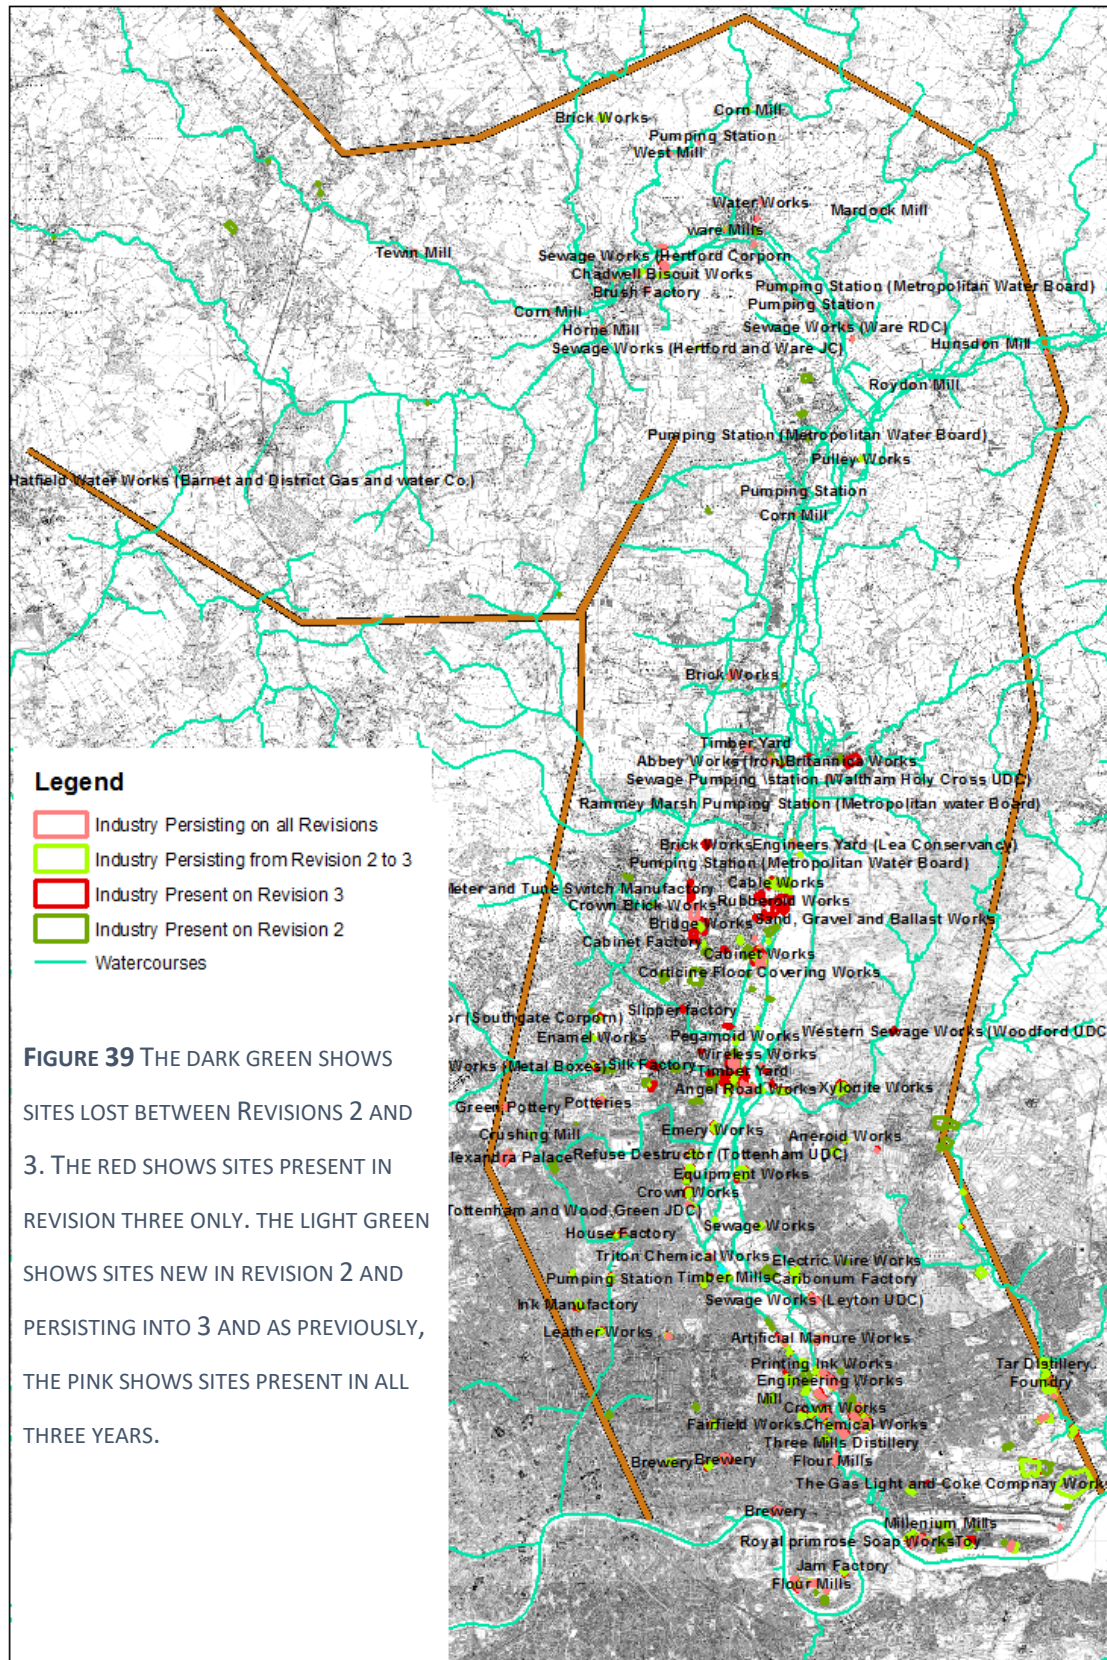 Brick Works
Corn Mill
Pumping Station
West Mill
Water Works
Mardock Mill
ware Mills
Tewin Mill
Sewage Works (Hertford Corporn
Chadwell Biscuit Works
Brush Factory
Pumping Station (Metropolitan Water Board)
Pumping Station
Corn Mill
Horne Mill
Sewage Works (Ware RDC)
Sewage Works (Hertford and Ware JC)
Hunsdon Mill
Roydon Mill
Pumping Station (Metropolitan Water Board)
Pulley Works
Hatfield Water Works (Barnet and District Gas and water Co,)
Pumping Station
Corn Mill
Brick Works
Timber Yard
Abbey Works (Iron) Britannica Works
Sewage Pumping station (Waltham Holy Cross UDC)
Rammey Marsh Pumping Station (Metropolitan water Board)
Brick Works Engineers Yard (Lea Conservancy)
Pumping Station (Metropolitan Water Board)
Cable Works
leter and Tune Switch Manufactory
Crown Brick Works Rubberoid Works
Bridge Works Sand, Gravel and Ballast Works
Cabinet Factory
Cabinet Works
Corticine Floor Covering Works
Slipper factory
or (Southgate Corporn)
Enamel Works
Pegamoid Works
Western Sewage Works (Woodford UDC
Wireless Works
Works (Metal Boxes) Silk Factory
Timber Yard
Angel Road Works Xylonite Works
Green Pottery
Potteries
Crushing Mill
Emery Works
Aneroid Works
lexandra Palace Refuse Destructor (Tottenham UDC)
Equipment Works
Crown Works
Tottenham and Wood Green JDC)
Sewage Works
House Factory
Triton Chemical Works
Electric Wire Works
Pumping Station
Timber Mills Caribonum Factory
Ink Manufactory
Sewage Works (Leyton UDC)
Leather Works
Artificial Manure Works
Printing Ink Works
Tar Distillery..
Engineering Works
Foundry
Mill
Crown Works
Fairfield Works Chemical Works
Three Mills Distillery
Brewery Brewery
Flour Mills
The Gas Light and Coke Compnay Work
Brewery
Millenium Mills
Royal primrose Soap Works Toy
Jam Factory
Flour Mills
Legend
Industry Persisting on all Revisions
Industry Persisting from Revision 2 to 3
Industry Present on Revision 3
Industry Present on Revision 2
Watercourses
FIGURE 39 THE DARK GREEN SHOWS
SITES LOST BETWEEN REVISIONS 2 AND
3. THE RED SHOWS SITES PRESENT IN
REVISION THREE ONLY. THE LIGHT GREEN
SHOWS SITES NEW IN REVISION 2 AND
PERSISTING INTO 3 AND AS PREVIOUSLY,
THE PINK SHOWS SITES PRESENT IN ALL
THREE YEARS.